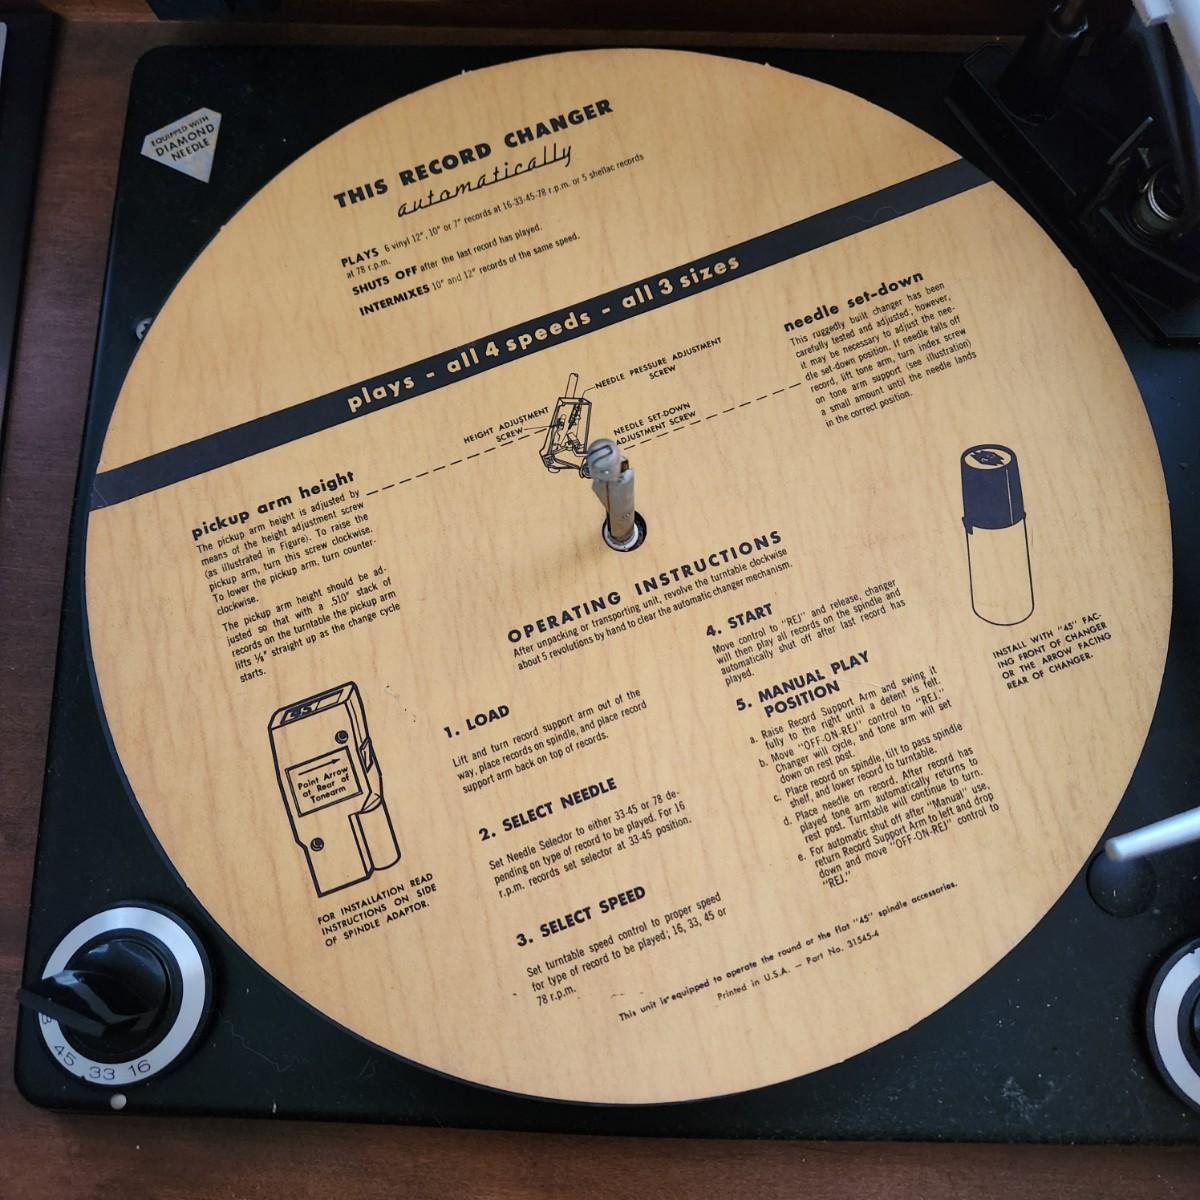 EQUIPPED WITH
DIAMOND
NEEDLE
THIS RECORD CHANGER
automatically
PLAYS 6 vinyl 12", 10" or 7" records at 16-33-45-78 r.p.m. or 5 shellac records
at 78 r.p.m.
SHUTS OFF after the last record has played.
INTERMIXES 10" and 12" records of the same speed.
plays - all 4 speeds - all 3 sizes
needle set-down
This ruggedly built changer has been
carefully tested and adjusted, however,
it may be necessary to adjust the nee-
dle set-down position. If needle falls off
record, lift tone arm, turn index screw
on tone arm support (see illustration)
a small amount until the needle lands
in the correct position.
NEEDLE PRESSURE ADJUSTMENT
SCREW
HEIGHT ADJUSTMENT
SCREW
NEEDLE SET-DOWN
ADJUSTMENT SCREW
pickup arm height
The pickup arm height is adjusted by
means of the height adjustment screw
(as illustrated in Figure). To raise the
pickup arm, turn this screw clockwise.
To lower the pickup arm, turn counter-
clockwise.
The pickup arm height should be ad-
justed so that with a .510" stack of
records on the turntable the pickup arm
lifts ⅛" straight up as the change cycle
starts.
45
Point Arrow
at Rear of
Tonearm
FOR INSTALLATION READ
INSTRUCTIONS ON SIDE
OF SPINDLE ADAPTOR.
OPERATING INSTRUCTIONS
After unpacking or transporting unit, revolve the turntable clockwise
about 5 revolutions by hand to clear the automatic changer mechanism.
1. LOAD
Lift and turn record support arm out of the
way, place records on spindle, and place record
support arm back on top of records.
2. SELECT NEEDLE
Set Needle Selector to either 33-45 or 78 de-
pending on type of record to be played. For 16
r.p.m. records set selector at 33-45 position.
3. SELECT SPEED
Set turntable speed control to proper speed
for type of record to be played; 16, 33, 45 or
78 r.p.m.
4. START
Move control to "REJ" and release, changer
will then play all records on the spindle and
automatically shut off after last record has
played.
5. MANUAL PLAY
POSITION
a. Raise Record Support Arm and swing it
fully to the right until a detent is felt.
b. Move "OFF-ON-REJ" control to "REJ."
Changer will cycle, and tone arm will set
down on rest post.
c. Place record on spindle, tilt to pass spindle
shelf, and lower record to turntable.
d. Place needle on record. After record has
played tone arm automatically returns to
rest post. Turntable will continue to turn.
e. For automatic shut off after "Manual" use,
return Record Support Arm to left and drop
down and move "OFF-ON-REJ" control to
"REJ."
INSTALL WITH "45" FAC-
ING FRONT OF CHANGER
OR THE ARROW FACING
REAR OF CHANGER.
This unit is equipped to operate the round or the flat "45" spindle accessories.
Printed in U.S.A. — Part No. 31545-4
45 33 16